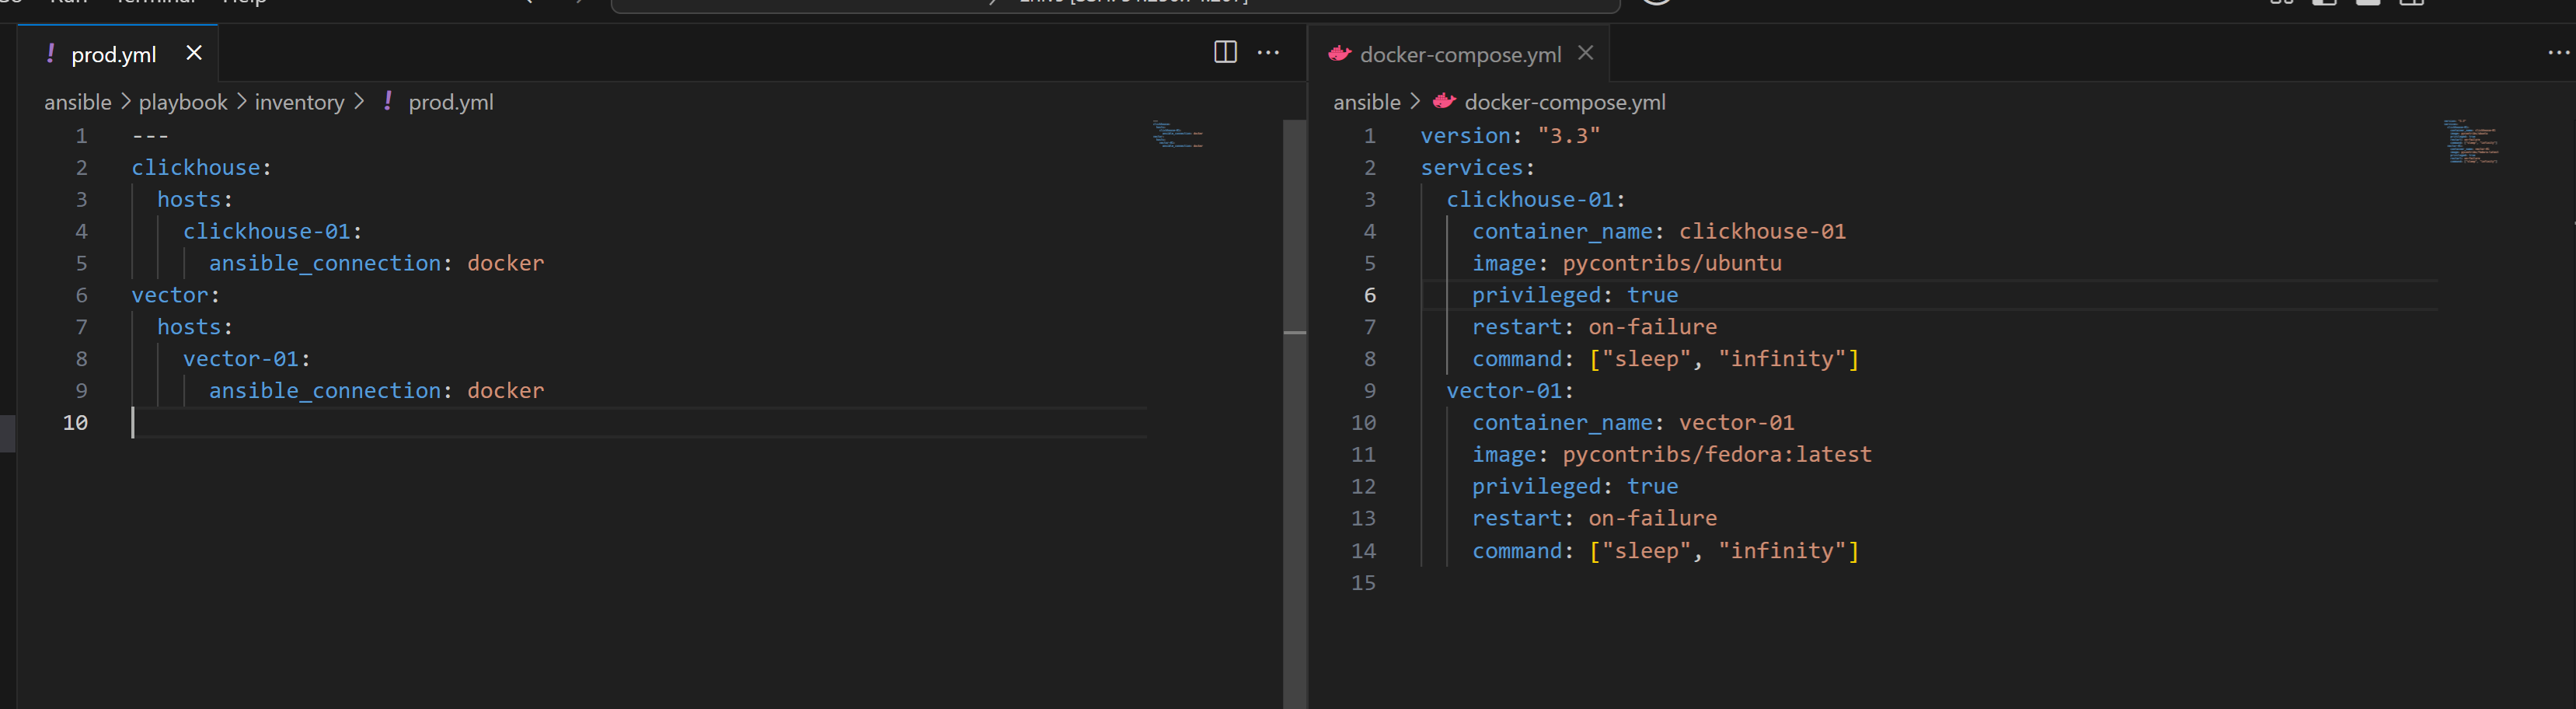 Run Terminal Help
prod.yml
ansible > playbook > inventory > ! prod.yml
1 ---
2 clickhouse:
3 hosts:
4 clickhouse-01:
5 ansible_connection: docker
6 vector:
7 hosts:
8 vector-01:
9 ansible_connection: docker
10
docker-compose.yml
ansible > docker-compose.yml
1 version: "3.3"
2 services:
3 clickhouse-01:
4 container_name: clickhouse-01
5 image: pycontribs/ubuntu
6 privileged: true
7 restart: on-failure
8 command: ["sleep", "infinity"]
9 vector-01:
10 container_name: vector-01
11 image: pycontribs/fedora:latest
12 privileged: true
13 restart: on-failure
14 command: ["sleep", "infinity"]
15